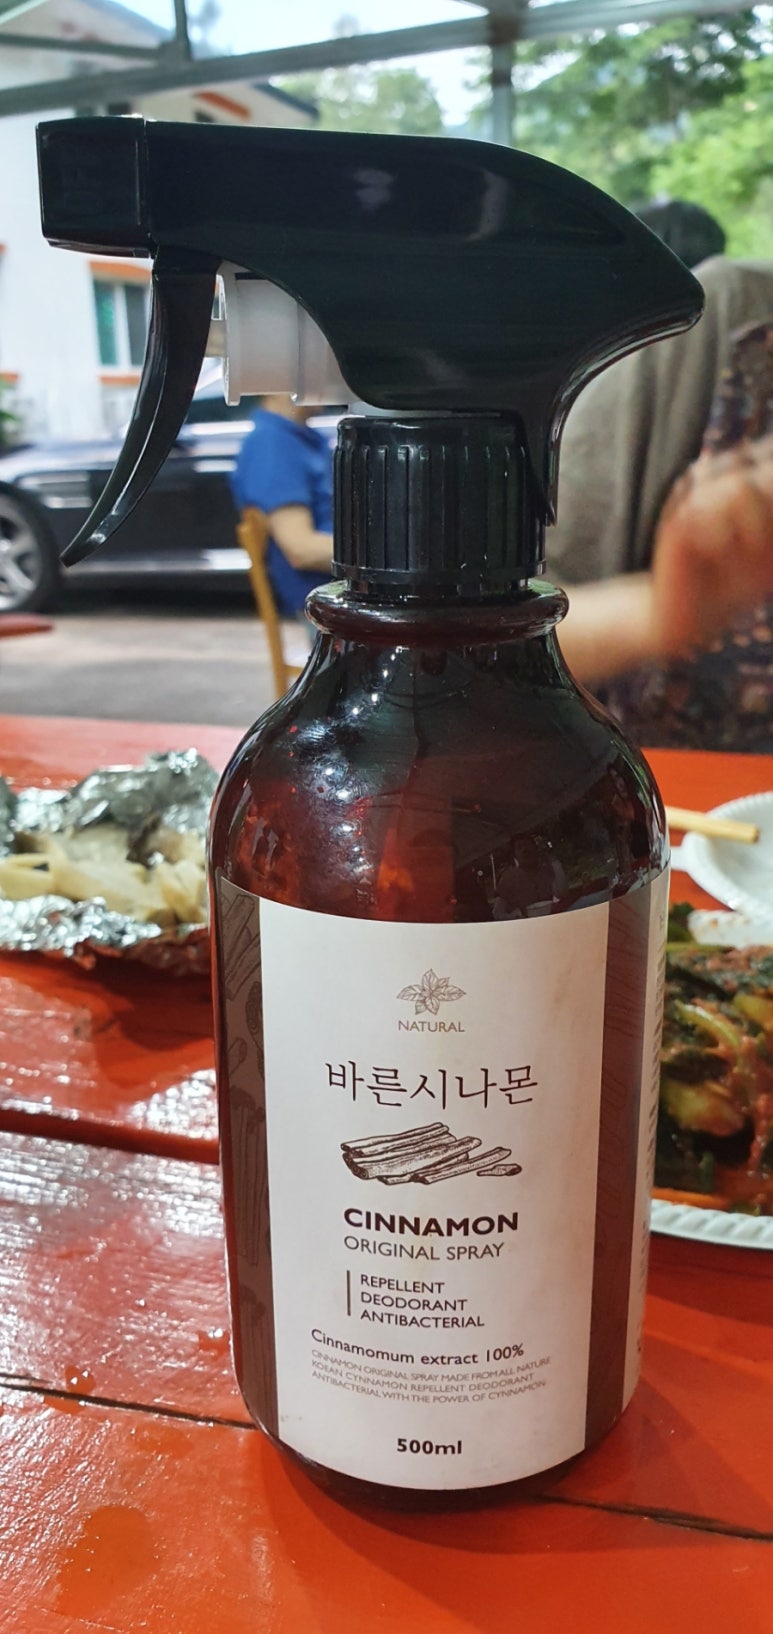 NATURAL
바른시나몬
CINNAMON
ORIGINAL SPRAY
REPELLENT
DEODORANT
ANTIBACTERIAL
Cinnamomum extract 100%
CINNAMON ORIGINAL SPRAY MADE FROM ALL NATURE
KOEAN CYNNAMON REPELLENT DEODORANT
ANTIBACTERIAL WITH THE POWER OF CYNNAMON
500ml